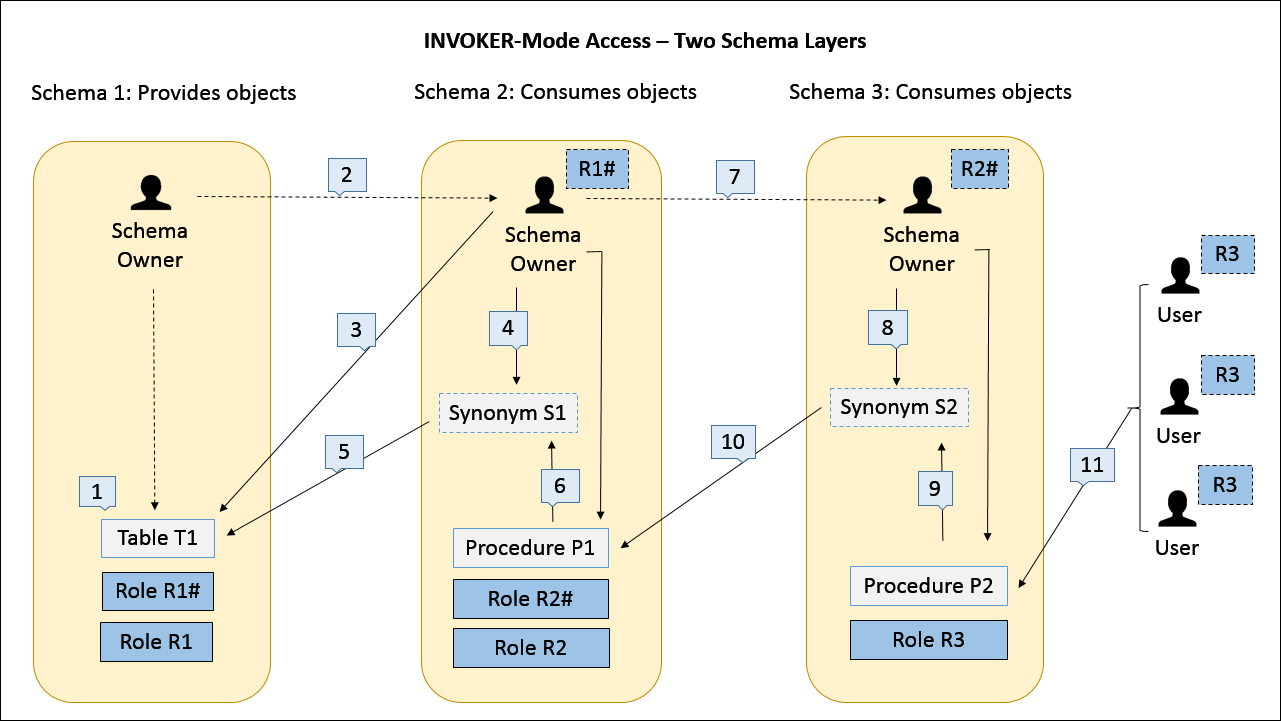 INVOKER-Mode Access – Two Schema Layers
Schema 1: Provides objects
Schema 2: Consumes objects
Schema 3: Consumes objects
2
Schema
Owner
1
Table T1
Role R1#
Role R1
R1#
7
Schema
Owner
3
4
Synonym S1
5
6
Procedure P1
Role R2#
Role R2
R2#
Schema
Owner
8
Synonym S2
10
9
Procedure P2
Role R3
11
R3
User
R3
User
R3
User